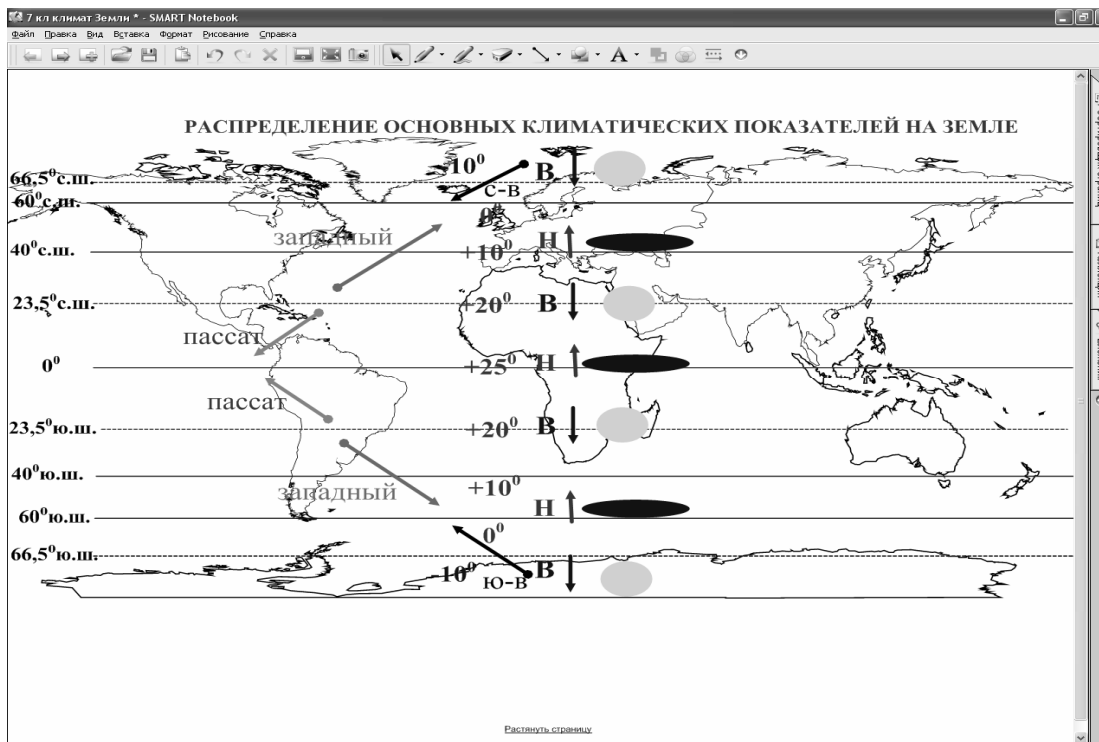 7 кл климат Земли * - SMART Notebook
Файл Правка Вид Вставка Формат Рисование Справка
РАСПРЕДЕЛЕНИЕ ОСНОВНЫХ КЛИМАТИЧЕСКИХ ПОКАЗАТЕЛЕЙ НА ЗЕМЛЕ
-10⁰ В
66,5⁰с.ш.
с-в
60⁰с.ш.
0⁰
западный
Н
40⁰с.ш.
+10⁰
23,5⁰с.ш.
+20⁰ В
пассат
0⁰
+25⁰ Н
пассат
23,5⁰ю.ш.
+20⁰ В
40⁰ю.ш.
западный
+10⁰
Н
60⁰ю.ш.
0⁰
66,5⁰ю.ш.
-10⁰ В
ю-в
Растянуть страницу